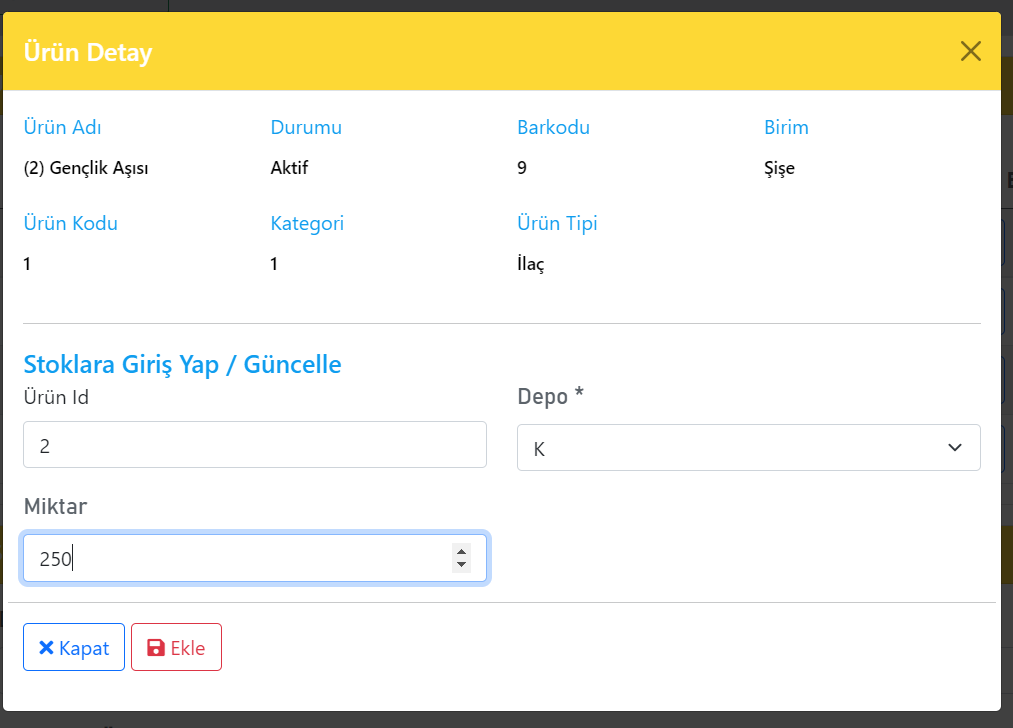 Ürün Detay
Ürün Adı Durumu Barkodu Birim
(2) Gençlik Aşısı Aktif 9 Şişe
Ürün Kodu Kategori Ürün Tipi
1 1 İlaç
Stoklara Giriş Yap / Güncelle
Ürün Id Depo *
2 K
Miktar
250
Kapat Ekle